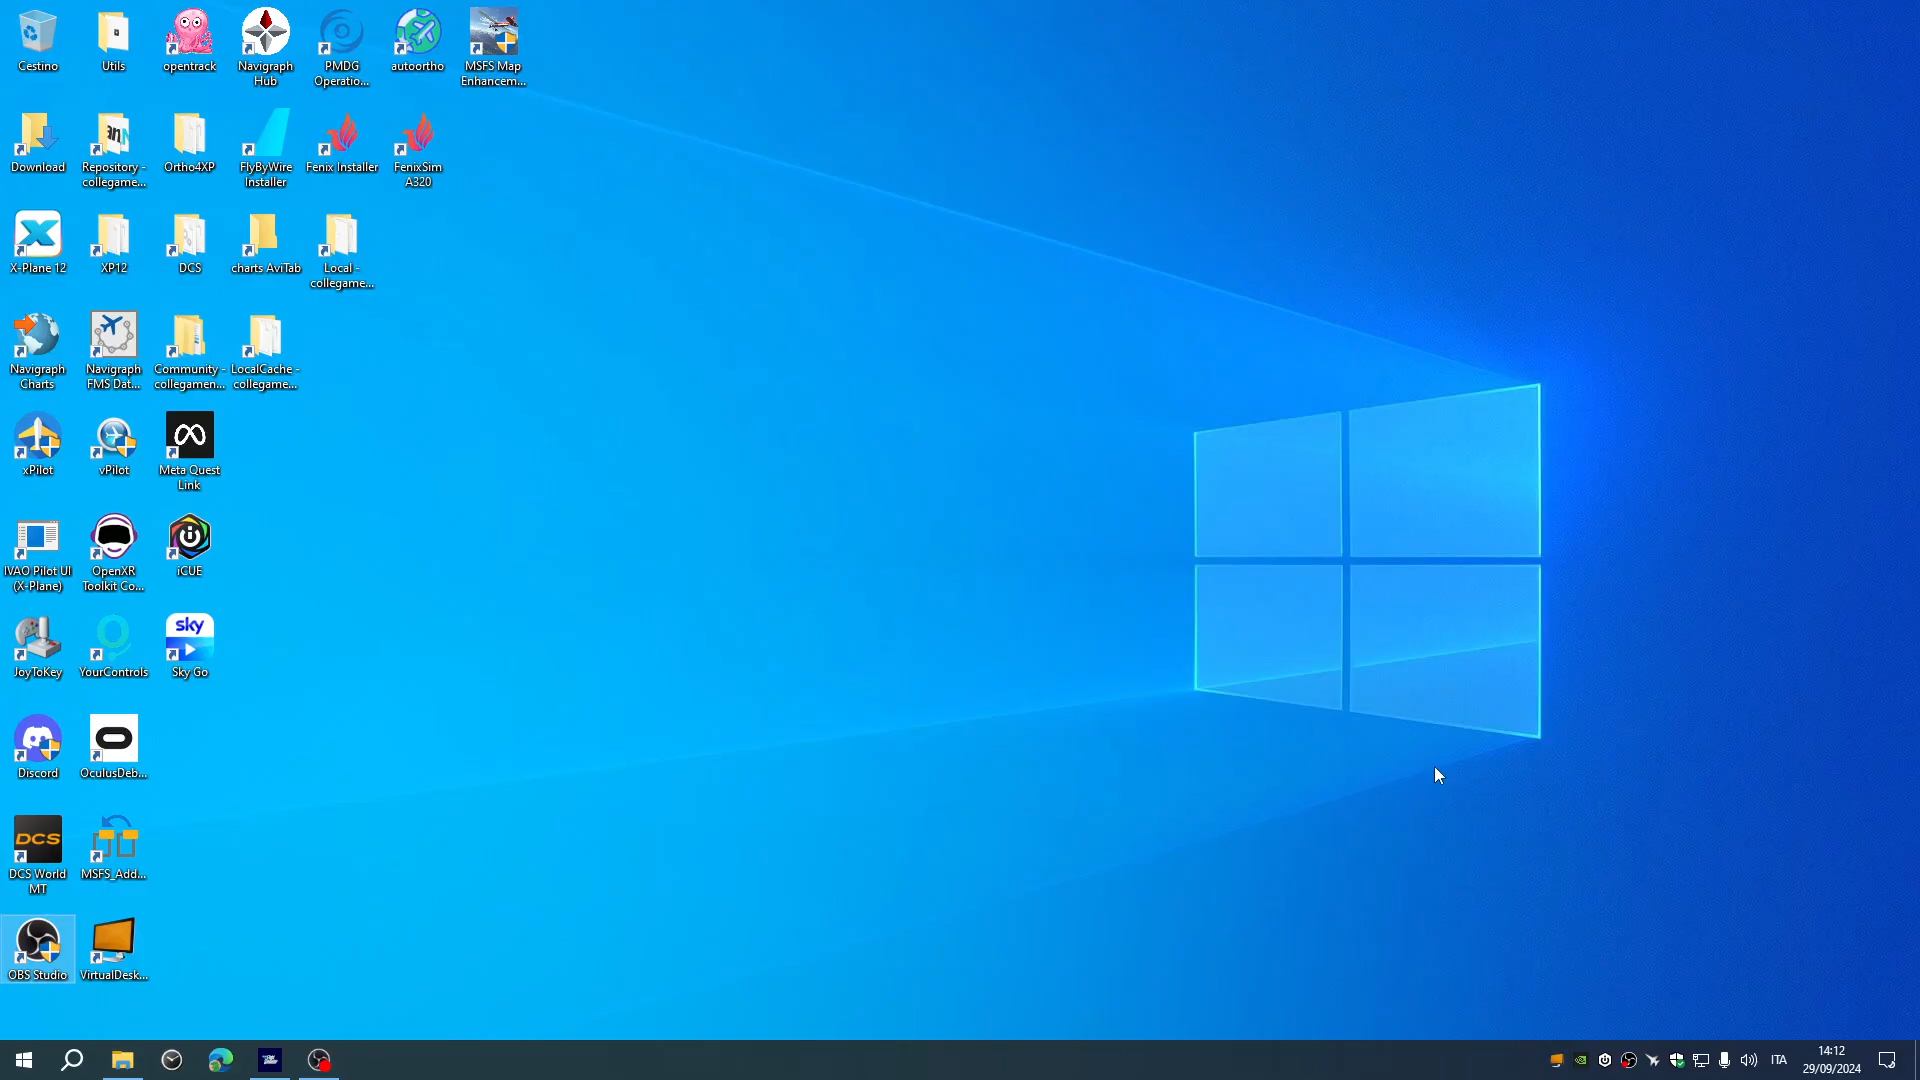 Cestino
Utils
opentrack
Navigraph
Hub
PMDG
Operatio...
autoortho
MSFS Map
Enhancem...
Download
Repository -
collegame...
Ortho4XP
FlyByWire
Installer
Fenix Installer
FenixSim
A320
X-Plane 12
XP12
DCS
charts AviTab
Local -
collegame...
Navigraph
Charts
Navigraph
FMS Dat...
Community -
collegamen...
LocalCache -
collegame...
xPilot
vPilot
Meta Quest
Link
IVAO Pilot UI
(X-Plane)
OpenXR
Toolkit Co...
iCUE
sky
JoyToKey
YourControls
Sky Go
Discord
OculusDeb...
DCS
DCS World
MT
MSFS_Add...
OBS Studio
VirtualDesk...
ITA
14:12
29/09/2024